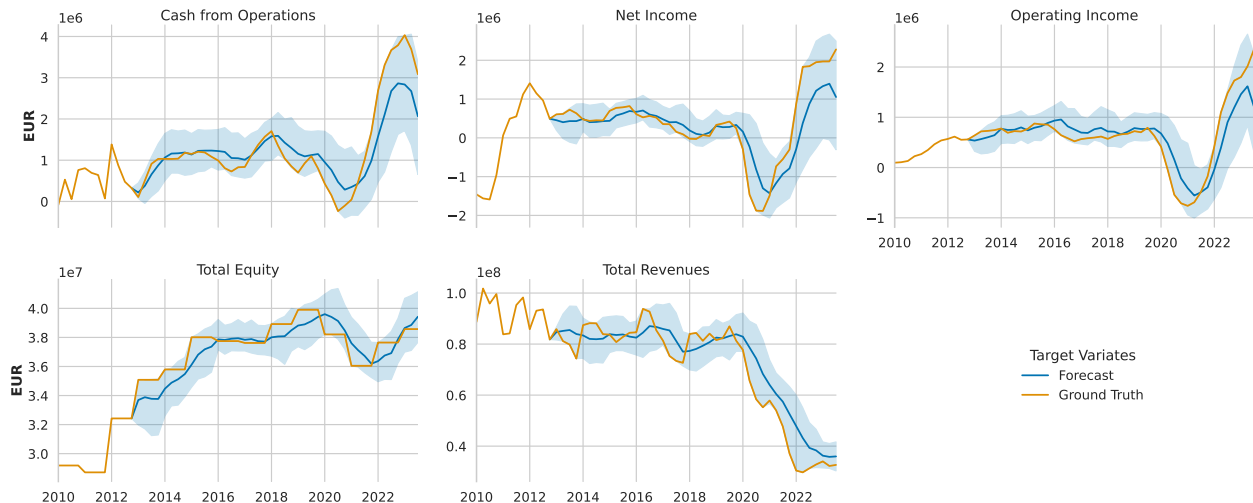 Cash from Operations
1e6
4
3
2
1
0
EUR
Net Income
1e6
2
1
0
−1
−2
Operating Income
1e6
2
1
0
−1
2010 2012 2014 2016 2018 2020 2022
Total Equity
1e7
4.0
3.8
3.6
3.4
3.2
3.0
EUR
2010 2012 2014 2016 2018 2020 2022
Total Revenues
1e8
1.0
0.8
0.6
0.4
2010 2012 2014 2016 2018 2020 2022
Target Variates
Forecast
Ground Truth